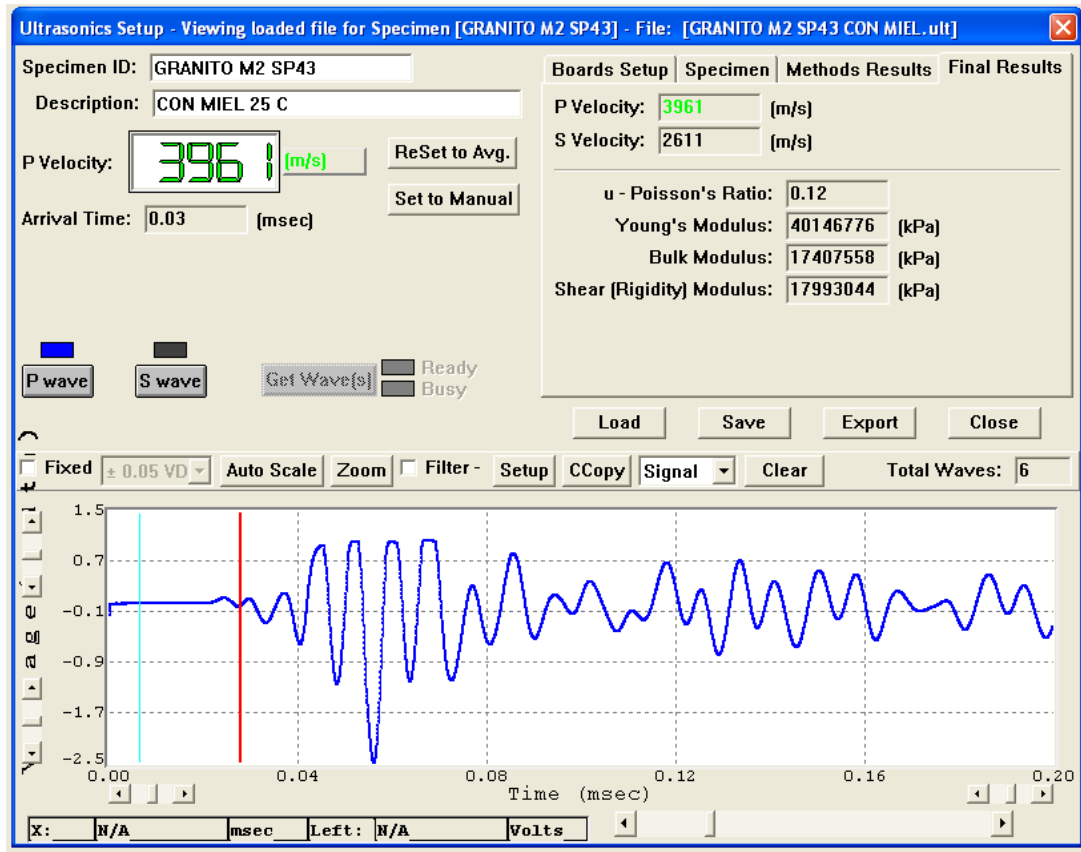 Ultrasonics Setup - Viewing loaded file for Specimen [GRANITO M2 SP43] - File: [GRANITO M2 SP43 CON MIEL.ult]
Specimen ID: GRANITO M2 SP43
Description: CON MIEL 25 C
P Velocity: 3961 (m/s)
ReSet to Avg.
Set to Manual
Arrival Time: 0.03 (msec)
Boards Setup Specimen Methods Results Final Results
P Velocity: 3961 (m/s)
S Velocity: 2611 (m/s)
u - Poisson's Ratio: 0.12
Young's Modulus: 40146776 (kPa)
Bulk Modulus: 17407558 (kPa)
Shear (Rigidity) Modulus: 17993044 (kPa)
P wave S wave Get Wave(s) Ready
Busy
Load Save Export Close
Fixed ± 0.05 VD Auto Scale Zoom Filter - Setup CCopy Signal Clear Total Waves: 6
1.5
0.7
-0.1
-0.9
-1.7
-2.5
0.00 0.04 0.08 0.12 0.16 0.20
Time (msec)
X: N/A msec Left: N/A Volts